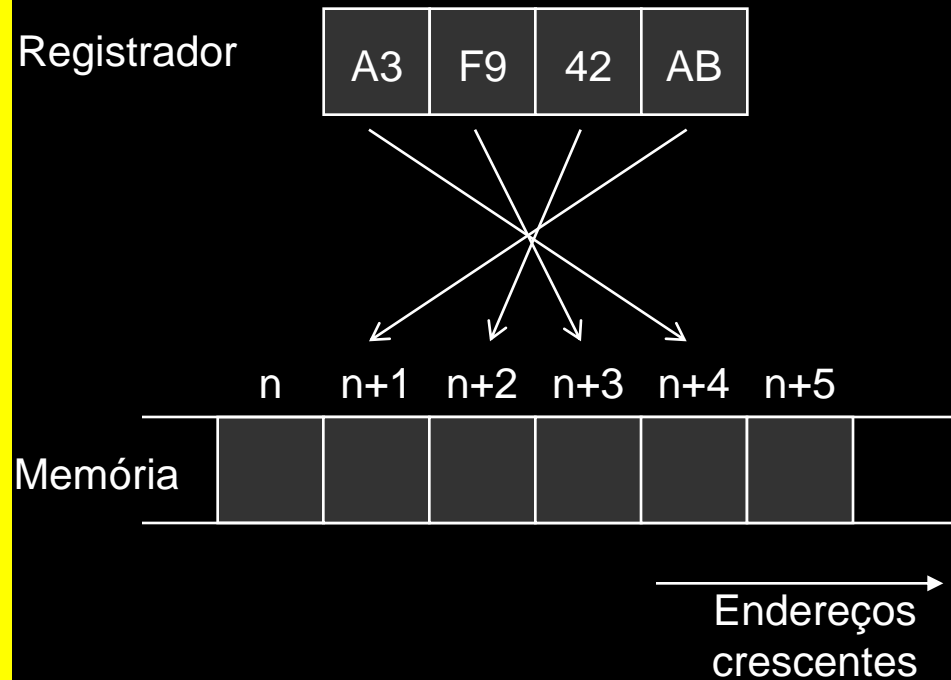 Registrador
A3 F9 42 AB
n n+1 n+2 n+3 n+4 n+5
Memória
Endereços
crescentes